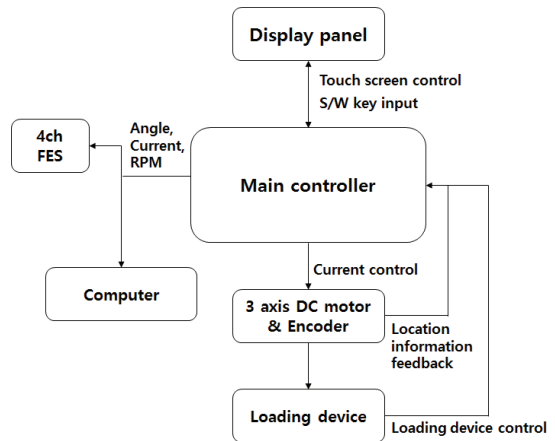 Display panel
Touch screen control
S/W key input
4ch
FES
Angle,
Current,
RPM
Main controller
Computer
Current control
3 axis DC motor
& Encoder
Location
information
feedback
Loading device
Loading device control